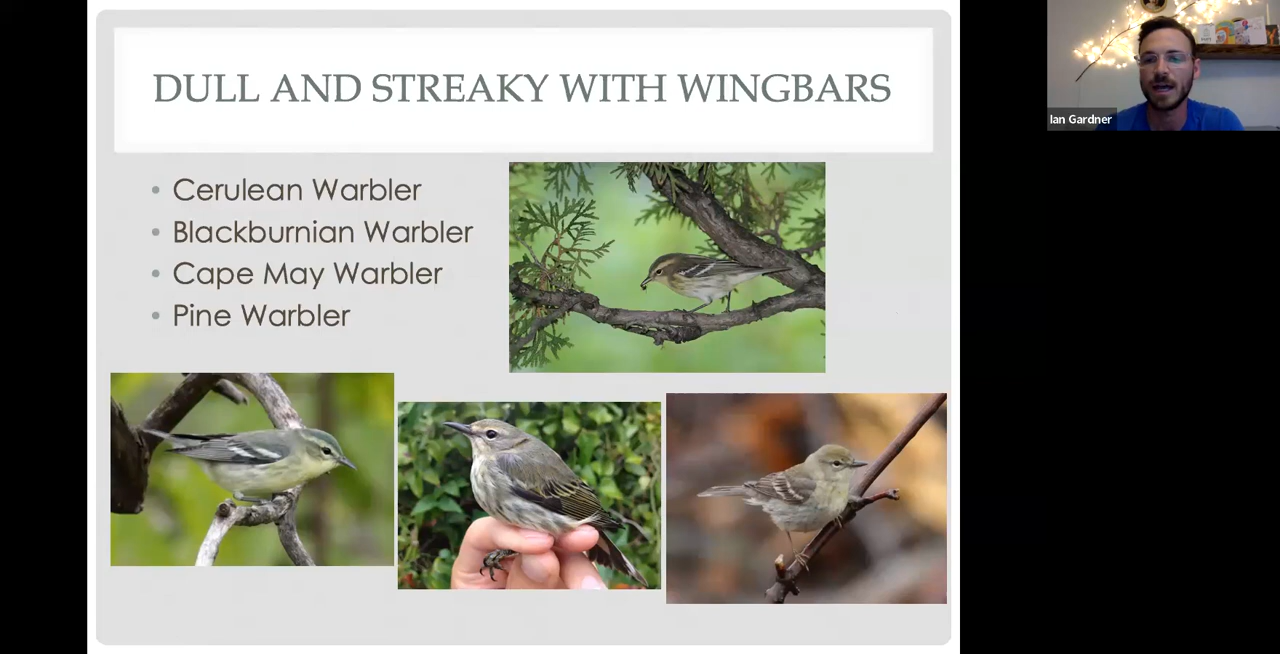 DULL AND STREAKY WITH WINGBARS
• Cerulean Warbler
• Blackburnian Warbler
• Cape May Warbler
• Pine Warbler
Ian Gardner